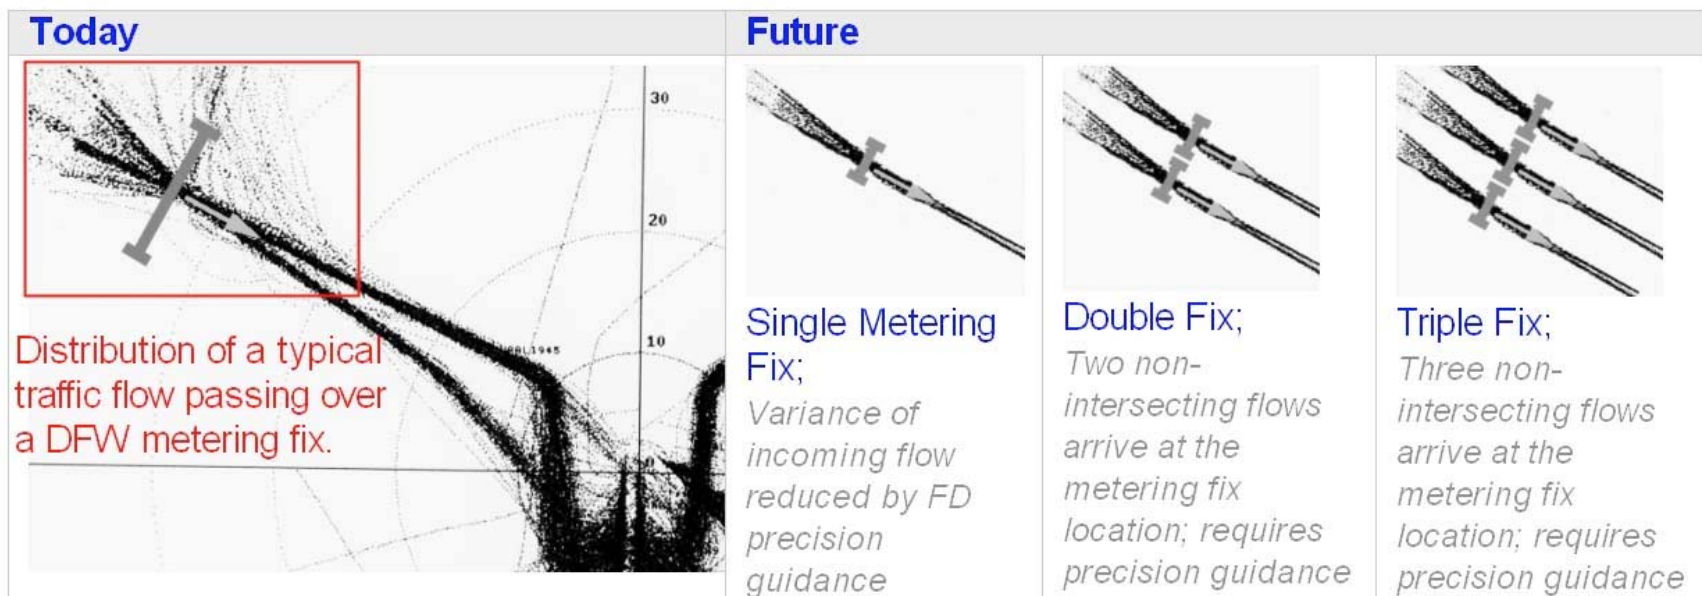 Today
Future
30
20
10
Distribution of a typical
traffic flow passing over
a DFW metering fix.
Single Metering
Fix;
Variance of
incoming flow
reduced by FD
precision
guidance
Double Fix;
Two non-
intersecting flows
arrive at the
metering fix
location; requires
precision guidance
Triple Fix;
Three non-
intersecting flows
arrive at the
metering fix
location; requires
precision guidance